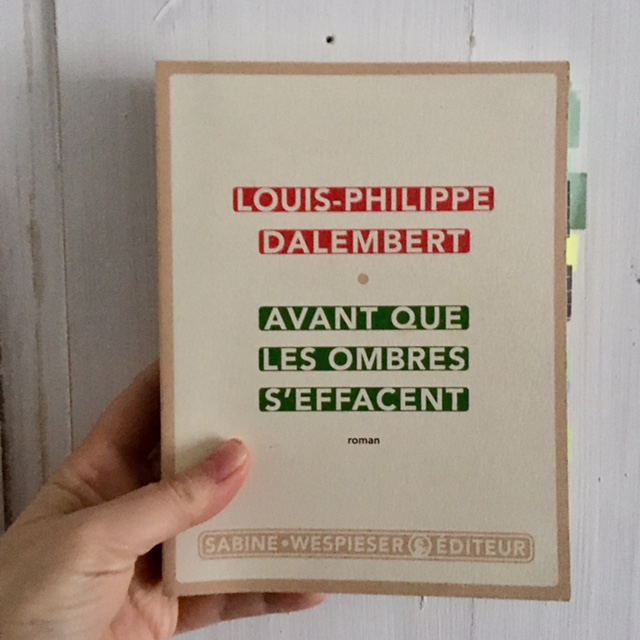 LOUIS-PHILIPPE
DALEMBERT
AVANT QUE
LES OMBRES
S'EFFACENT
roman
SABINE•WESPIESER ÉDITEUR